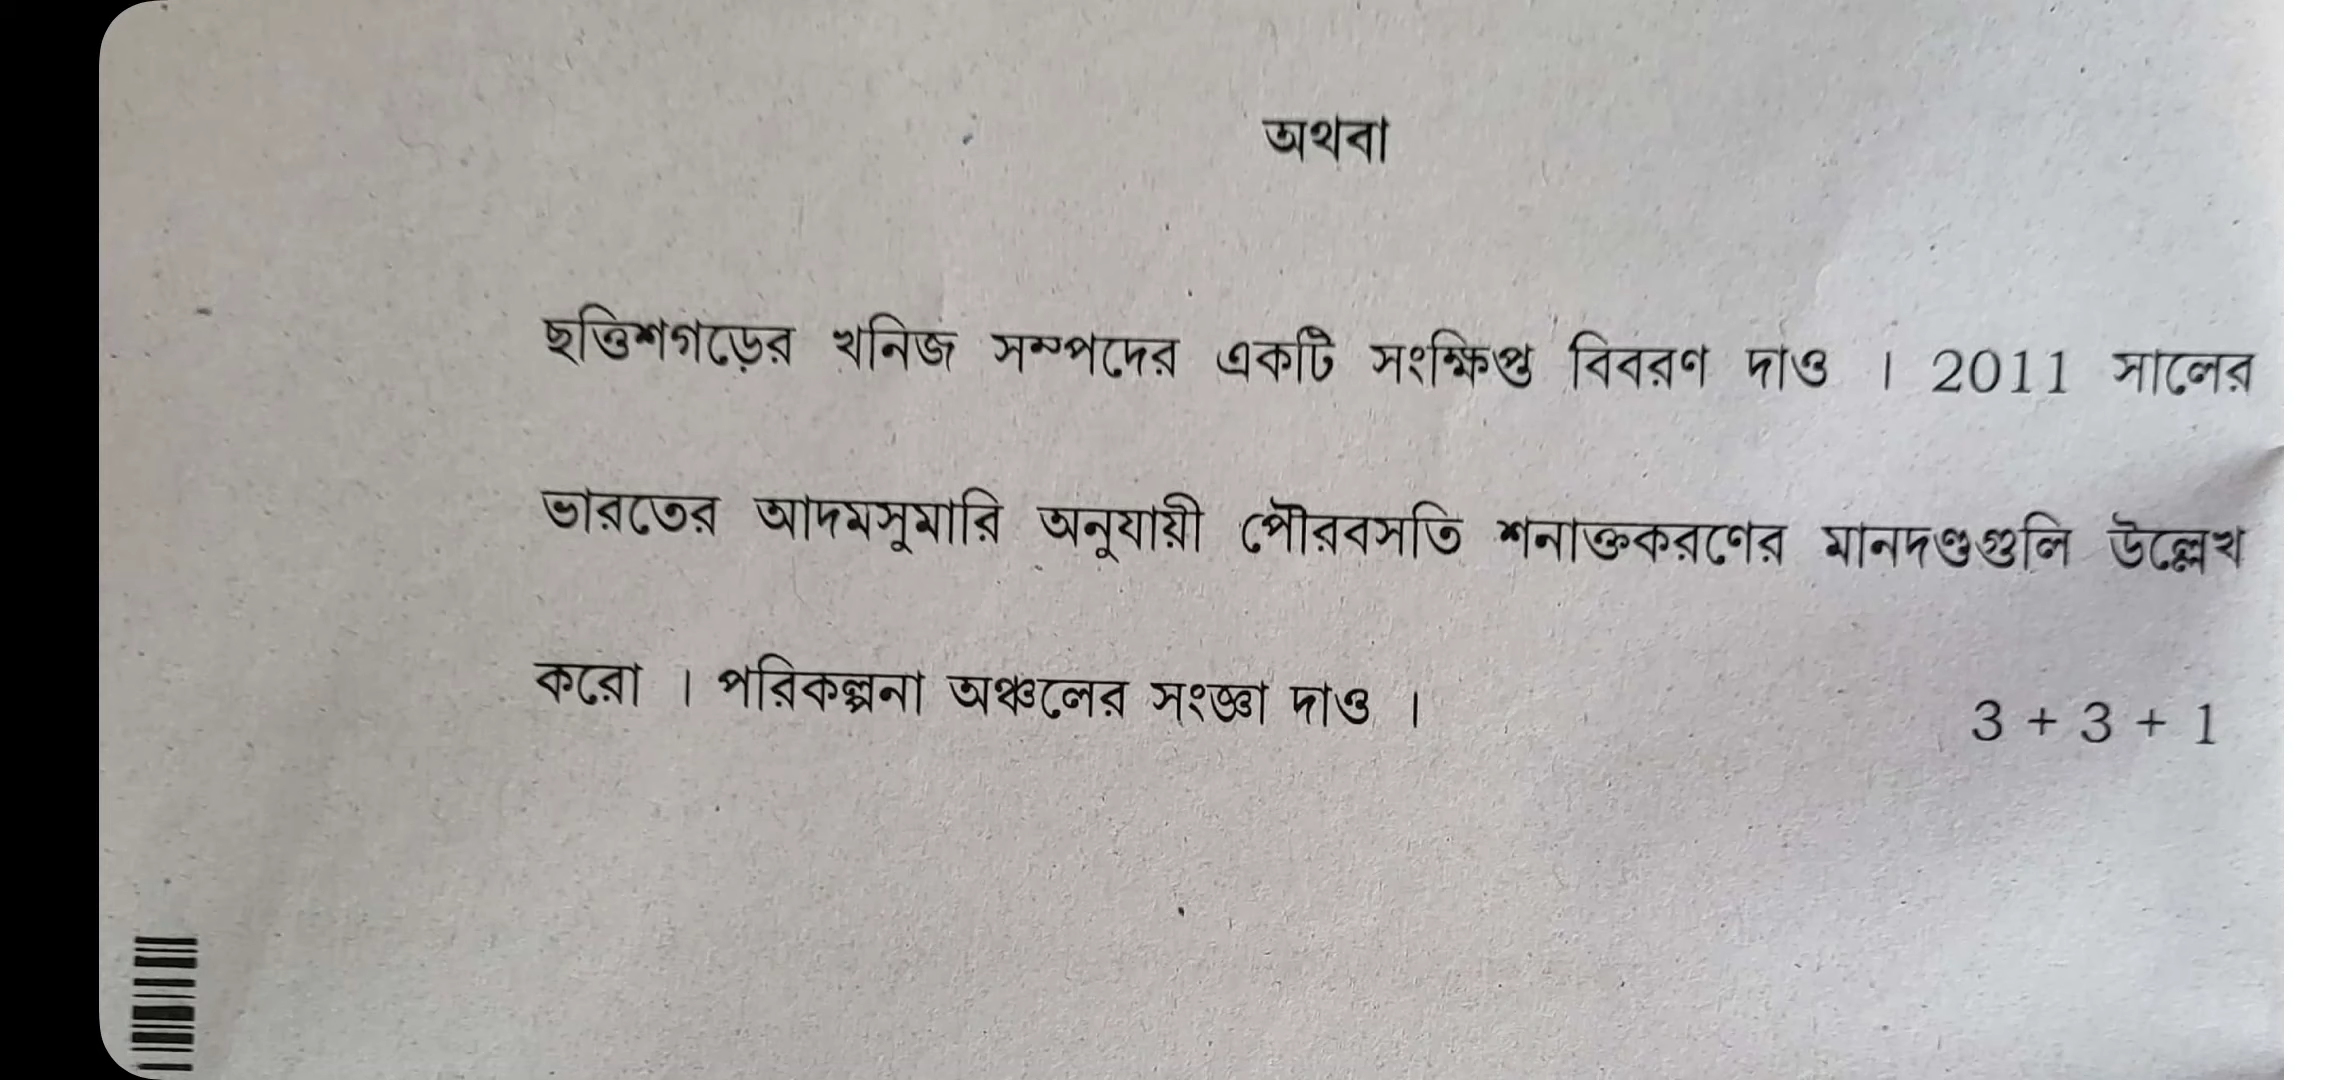 অথবা
ছত্তিশগড়ের খনিজ সম্পদের একটি সংক্ষিপ্ত বিবরণ দাও । 2011 সালের
ভারতের আদমসুমারি অনুযায়ী পৌরবসতি শনাক্তকরণের মানদণ্ডগুলি উল্লেখ
করো । পরিকল্পনা অঞ্চলের সংজ্ঞা দাও । 3 + 3 + 1